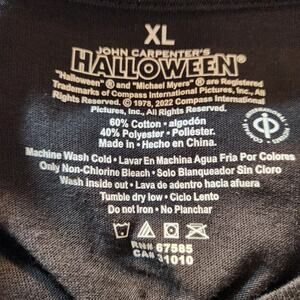 XL
JOHN CARPENTER'S
HALLOWEEN®
"Halloween" ® and "Michael Myers" ® are Registered
Trademarks of Compass International Pictures, Inc., All
Rights Reserved. © 1978, 2022 Compass International
Pictures, Inc. All Rights Reserved.
60% Cotton • algodón
40% Polyester • Poliéster.
Made in • Hecho en China.
Machine Wash Cold • Lavar En Machina Agua Fria Por Colores
Only Non-Chlorine Bleach • Solo Blanqueador Sin Cloro
Wash inside out • Lava de adentro hacia afuera
Tumble dry low • Ciclo Lento
Do not Iron • No Planchar
RN# 67585
CA# 31010